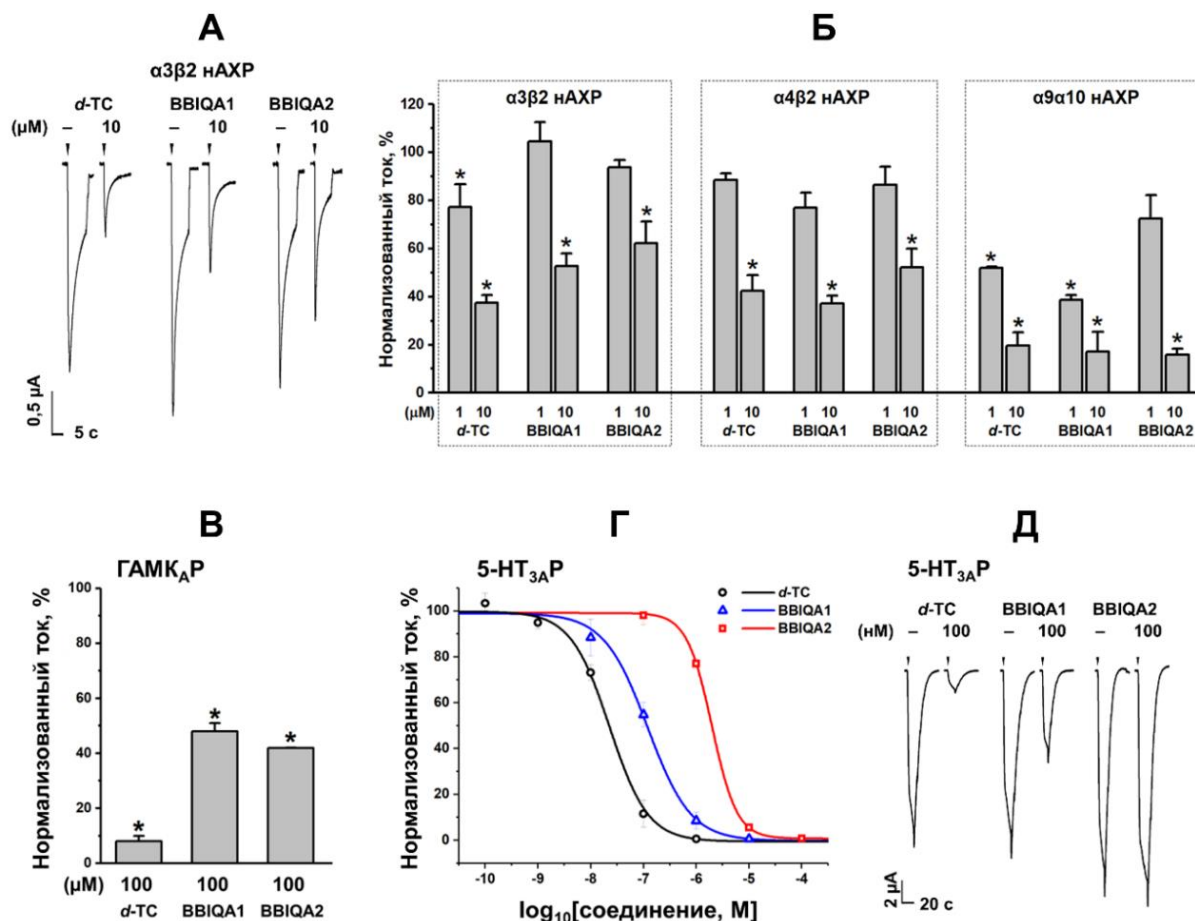 А
α3β2 нАХР
d-TC BBIQA1 BBIQA2
(μM) – 10 – 10 – 10
0,5 μA
5 с
Б
Нормализованный ток, %
120
100
80
60
40
20
0
α3β2 нАХР α4β2 нАХР α9α10 нАХР
* * * * * * * * * * *
(μM) 1 10 1 10 1 10 1 10 1 10 1 10 1 10 1 10 1 10
d-TC BBIQA1 BBIQA2 d-TC BBIQA1 BBIQA2 d-TC BBIQA1 BBIQA2
В
ГАМКAР
Нормализованный ток, %
100
80
60
40
20
0
* * *
(μM) 100 100 100
d-TC BBIQA1 BBIQA2
Г
5-HT3AР
Нормализованный ток, %
100
80
60
40
20
0
d-TC
BBIQA1
BBIQA2
-10 -9 -8 -7 -6 -5 -4
log10[соединение, М]
Д
5-HT3AР
d-TC BBIQA1 BBIQA2
(нМ) – 100 – 100 – 100
2 μA
20 с